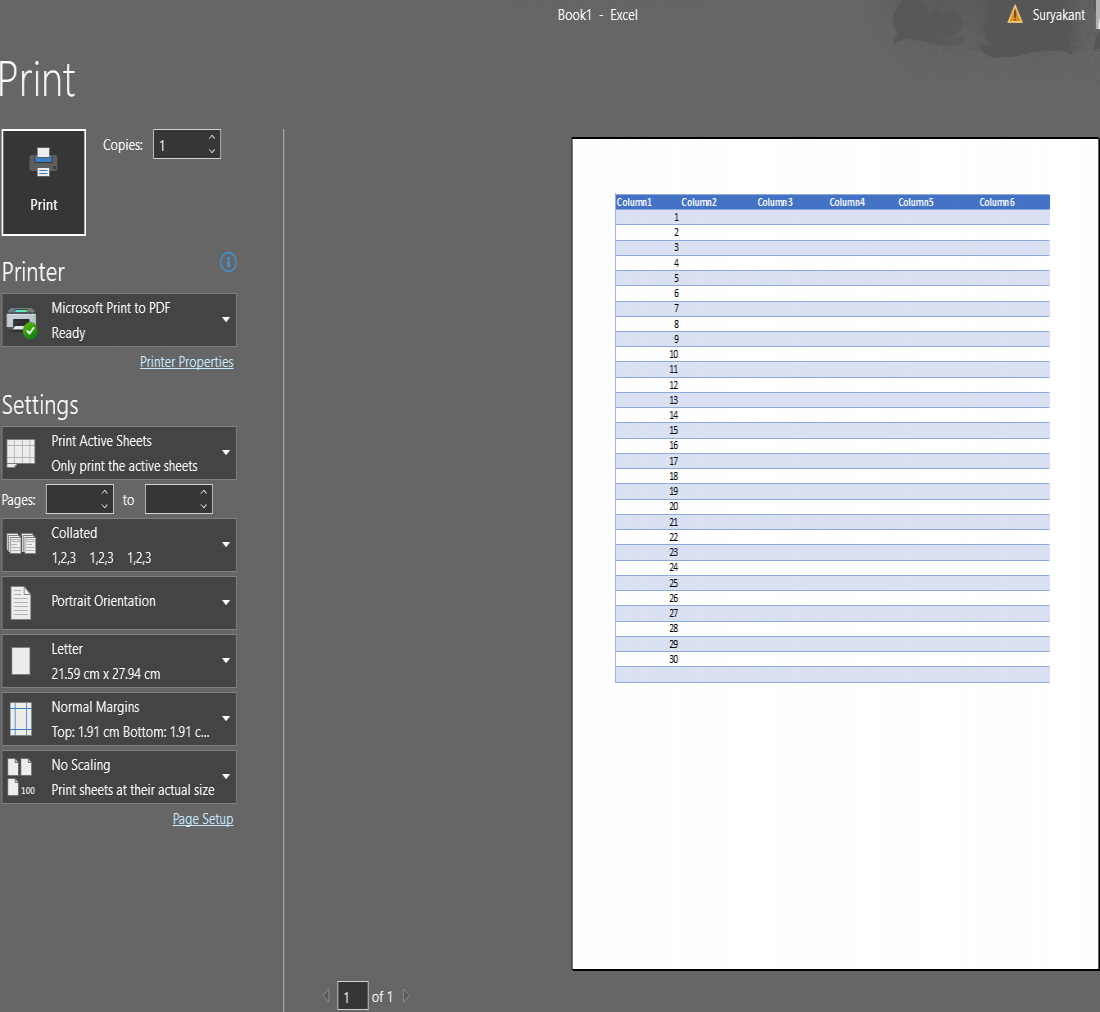 Book1 - Excel
Suryakant
Print
Copies: 1
Print
Printer
Microsoft Print to PDF
Ready
Printer Properties
Settings
Print Active Sheets
Only print the active sheets
Pages: to
Collated
1,2,3 1,2,3 1,2,3
Portrait Orientation
Letter
21.59 cm x 27.94 cm
Normal Margins
Top: 1.91 cm Bottom: 1.91 c...
No Scaling
100
Print sheets at their actual size
Page Setup
Column1 Column2 Column3 Column4 Column5 Column6
1
2
3
4
5
6
7
8
9
10
11
12
13
14
15
16
17
18
19
20
21
22
23
24
25
26
27
28
29
30
1 of 1